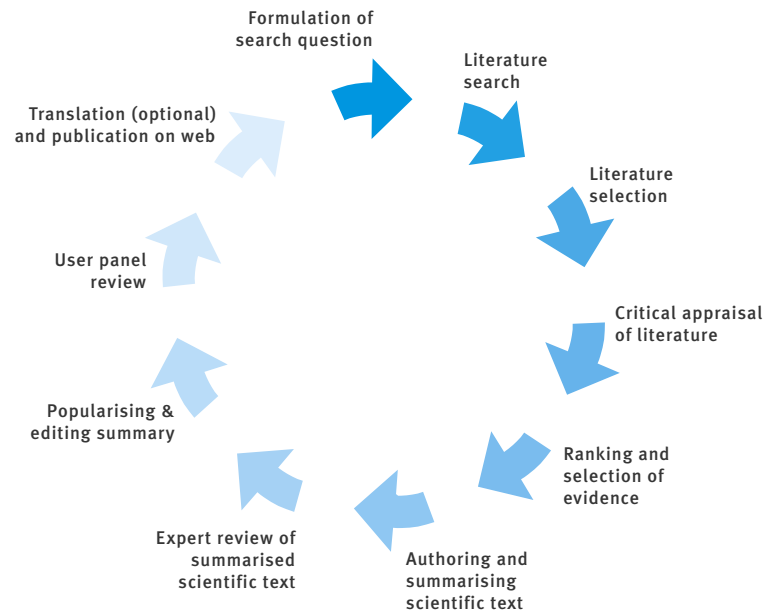 Formulation of
search question
Literature
search
Literature
selection
Critical appraisal
of literature
Ranking and
selection of
evidence
Authoring and
summarising
scientific text
Expert review of
summarised
scientific text
Popularising &
editing summary
User panel
review
Translation (optional)
and publication on web